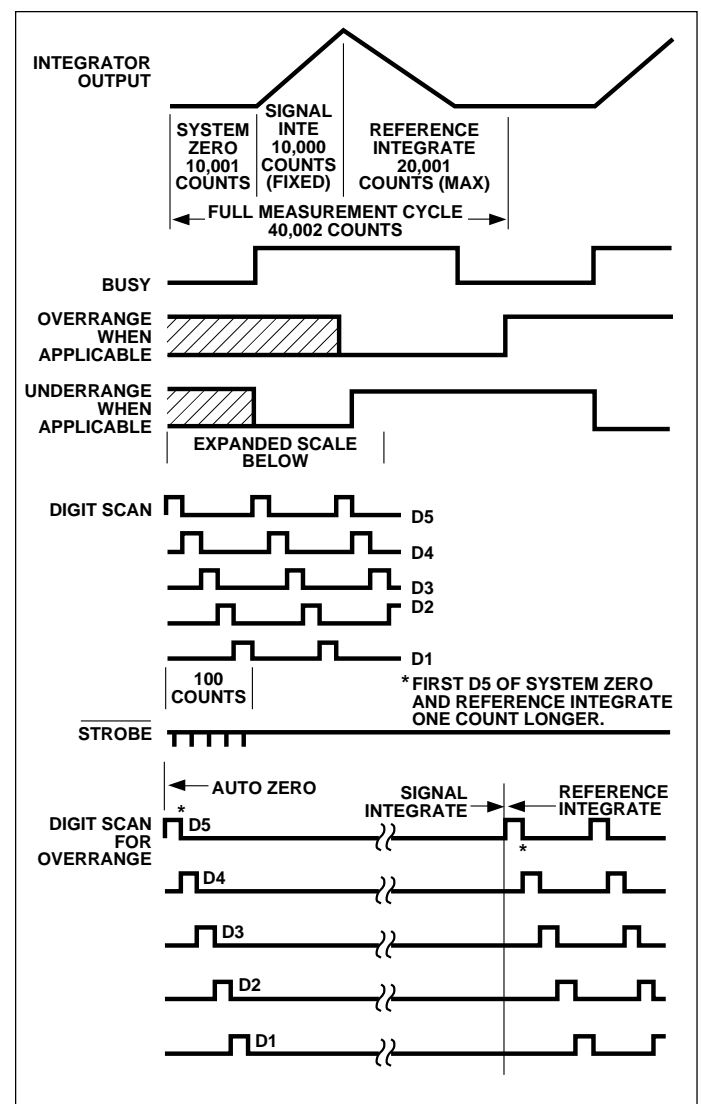 INTEGRATOR
OUTPUT
SYSTEM
ZERO
10,001
COUNTS
SIGNAL
INTE
10,000
COUNTS
(FIXED)
REFERENCE
INTEGRATE
20,001
COUNTS (MAX)
FULL MEASUREMENT CYCLE
40,002 COUNTS
BUSY
OVERRANGE
WHEN
APPLICABLE
UNDERRANGE
WHEN
APPLICABLE
EXPANDED SCALE
BELOW
DIGIT SCAN
D5
D4
D3
D2
D1
100
COUNTS
* FIRST D5 OF SYSTEM ZERO
AND REFERENCE INTEGRATE
ONE COUNT LONGER.
STROBE
AUTO ZERO
SIGNAL
INTEGRATE
REFERENCE
INTEGRATE
DIGIT SCAN
FOR
OVERRANGE
*
D5
*
D4
D3
D2
D1